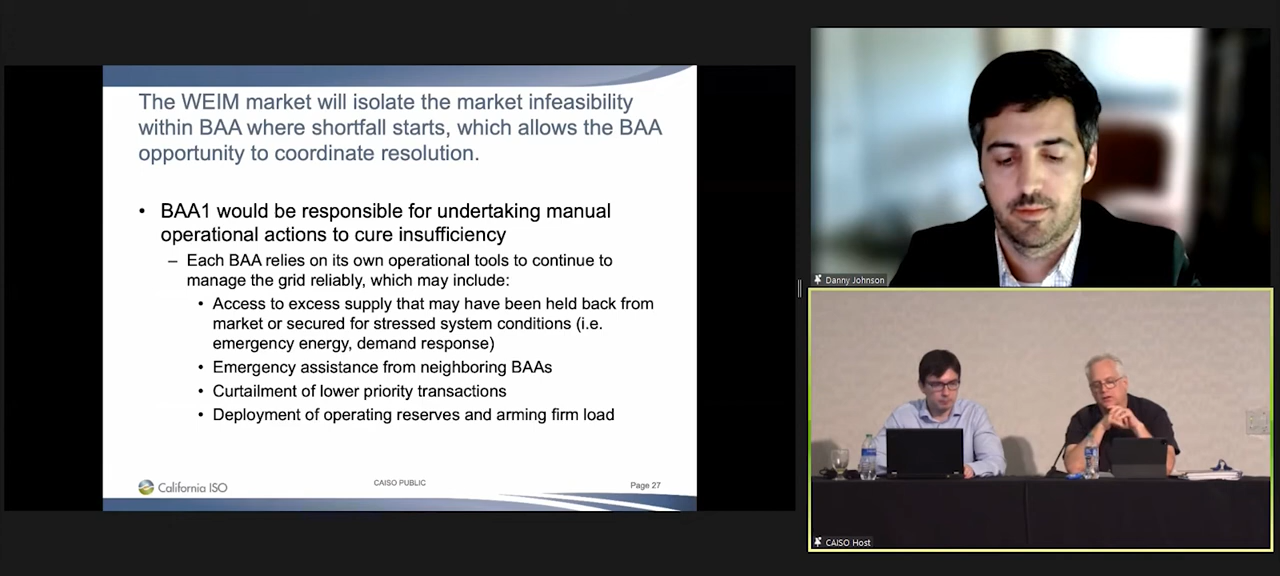 The WEIM market will isolate the market infeasibility
within BAA where shortfall starts, which allows the BAA
opportunity to coordinate resolution.
• BAA1 would be responsible for undertaking manual
operational actions to cure insufficiency
– Each BAA relies on its own operational tools to continue to
manage the grid reliably, which may include:
• Access to excess supply that may have been held back from
market or secured for stressed system conditions (i.e.
emergency energy, demand response)
• Emergency assistance from neighboring BAAs
• Curtailment of lower priority transactions
• Deployment of operating reserves and arming firm load
California ISO
CAISO PUBLIC
Page 27
Danny Johnson
CAISO Host